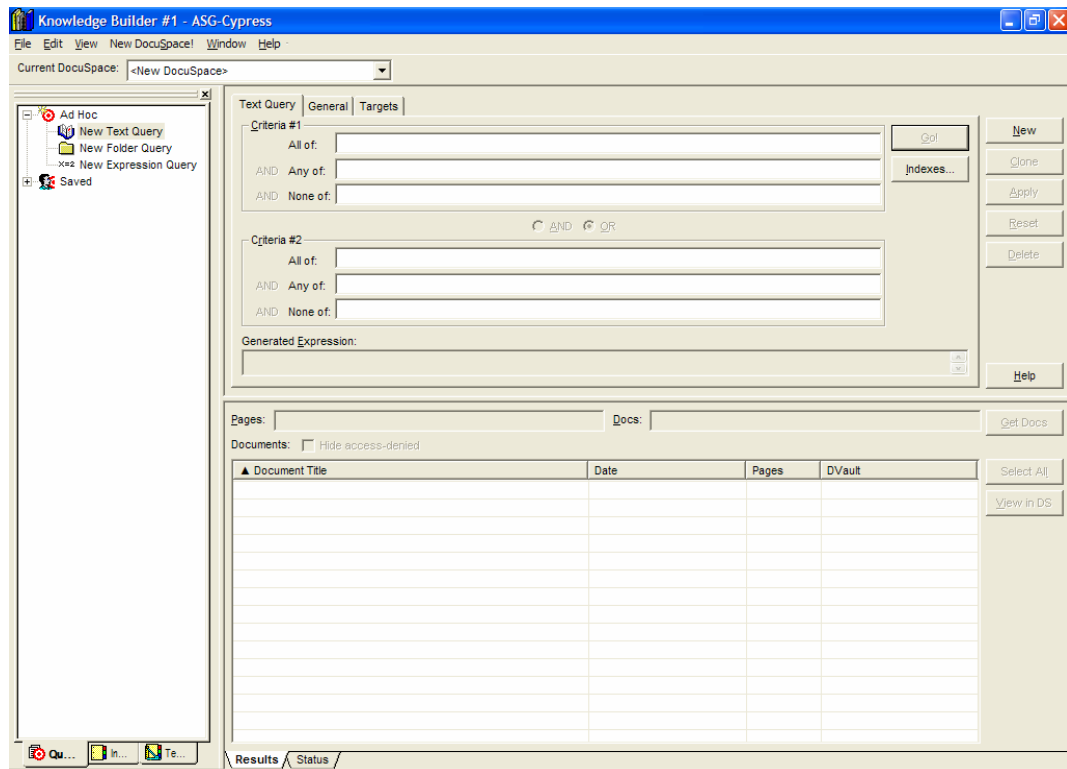 Knowledge Builder #1 - ASG-Cypress
File Edit View New DocuSpace! Window Help
Current DocuSpace: <New DocuSpace>
Ad Hoc
New Text Query
New Folder Query
X=2 New Expression Query
Saved
Text Query General Targets
Criteria #1
All of:
AND Any of:
AND None of:
Go!
Indexes...
AND OR
Criteria #2
All of:
AND Any of:
AND None of:
Generated Expression:
New
Clone
Apply
Reset
Delete
Help
Pages: Docs: Get Docs
Documents: Hide access-denied
▲ Document Title Date Pages DVault
Select All
View in DS
Qu... In... Te...
Results Status